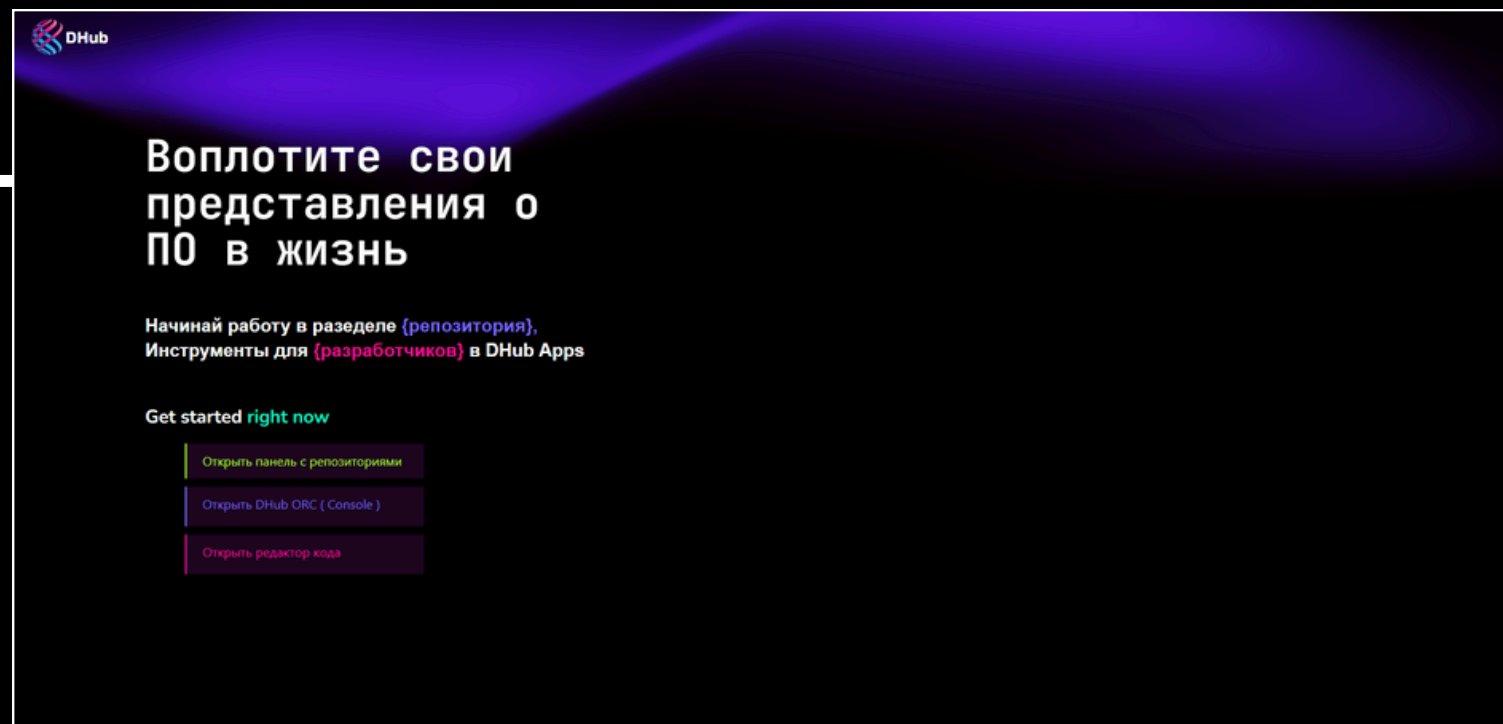 DHub
Воплотите свои
представления о
ПО в жизнь
Начинай работу в разеделе {репозитория},
Инструменты для {разработчиков} в DHub Apps
Get started right now
Открыть панель с репозиториями
Открыть DHub ORC ( Console )
Открыть редактор кода